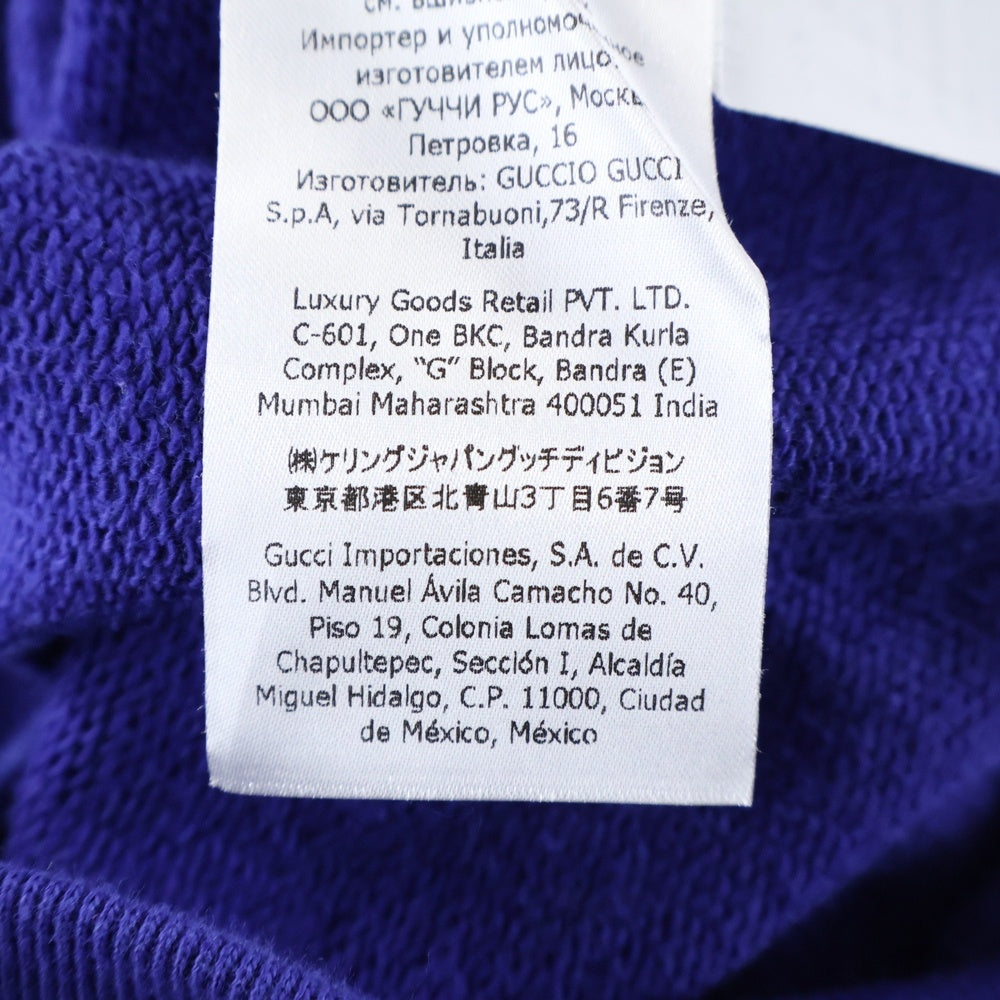 см.
Импортер и уполномо
изготовителем лицо
ООО «ГУЧЧИ РУС», Москв
Петровка, 16
Изготовитель: GUCCIO GUCCI
S.p.A, via Tornabuoni,73/R Firenze,
Italia
Luxury Goods Retail PVT. LTD.
C-601, One BKC, Bandra Kurla
Complex, “G” Block, Bandra (E)
Mumbai Maharashtra 400051 India
㈱ケリングジャパングッチディビジョン
東京都港区北青山3丁目6番7号
Gucci Importaciones, S.A. de C.V.
Blvd. Manuel Ávila Camacho No. 40,
Piso 19, Colonia Lomas de
Chapultepec, Sección I, Alcaldía
Miguel Hidalgo, C.P. 11000, Ciudad
de México, México